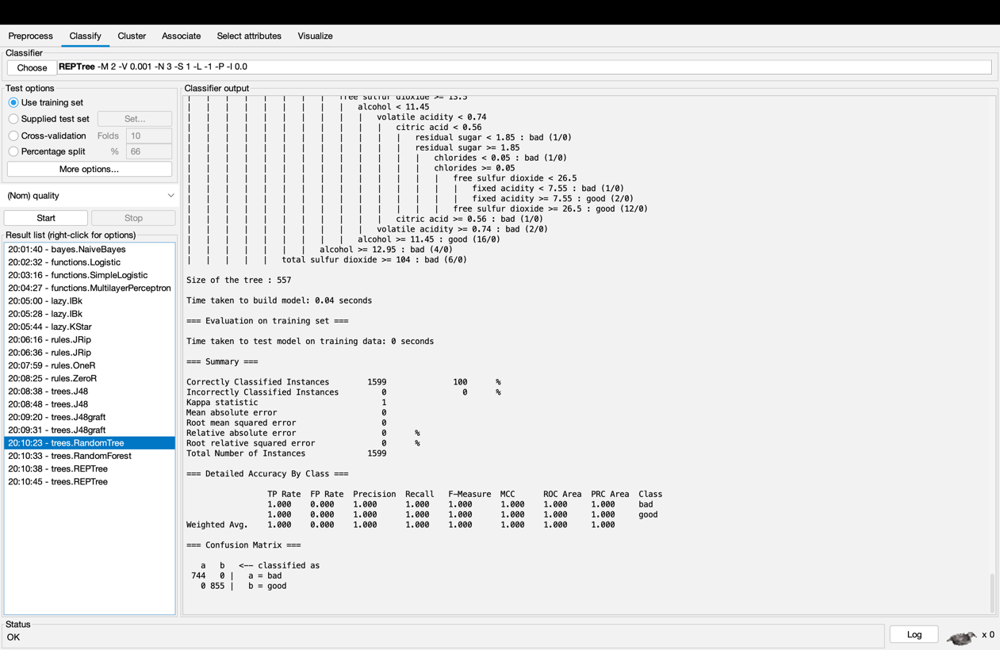 Preprocess Classify Cluster Associate Select attributes Visualize
Classifier
Choose REPTree -M 2 -V 0.001 -N 3 -S 1 -L -1 -P -I 0.0
Test options
Use training set
Supplied test set Set...
Cross-validation Folds 10
Percentage split % 66
More options...
(Nom) quality
Start Stop
Result list (right-click for options)
20:01:40 - bayes.NaiveBayes
20:02:32 - functions.Logistic
20:03:16 - functions.SimpleLogistic
20:04:27 - functions.MultilayerPerceptron
20:05:00 - lazy.IBk
20:05:28 - lazy.IBk
20:05:44 - lazy.KStar
20:06:16 - rules.JRip
20:06:36 - rules.JRip
20:07:59 - rules.OneR
20:08:25 - rules.ZeroR
20:08:38 - trees.J48
20:08:48 - trees.J48
20:09:20 - trees.J48graft
20:09:31 - trees.J48graft
20:10:23 - trees.RandomTree
20:10:33 - trees.RandomForest
20:10:38 - trees.REPTree
20:10:45 - trees.REPTree
Classifier output
| | | | | | | | free sulfur dioxide >= 13.5
| | | | | | | | | alcohol < 11.45
| | | | | | | | | | volatile acidity < 0.74
| | | | | | | | | | | citric acid < 0.56
| | | | | | | | | | | | residual sugar < 1.85 : bad (1/0)
| | | | | | | | | | | | residual sugar >= 1.85
| | | | | | | | | | | | | chlorides < 0.05 : bad (1/0)
| | | | | | | | | | | | | chlorides >= 0.05
| | | | | | | | | | | | | | free sulfur dioxide < 26.5
| | | | | | | | | | | | | | | fixed acidity < 7.55 : bad (1/0)
| | | | | | | | | | | | | | | fixed acidity >= 7.55 : good (2/0)
| | | | | | | | | | | | | | free sulfur dioxide >= 26.5 : good (12/0)
| | | | | | | | | | | citric acid >= 0.56 : bad (1/0)
| | | | | | | | | | volatile acidity >= 0.74 : bad (2/0)
| | | | | | | | | alcohol >= 11.45 : good (16/0)
| | | | | | | alcohol >= 12.95 : bad (4/0)
| | | | | total sulfur dioxide >= 104 : bad (6/0)
Size of the tree : 557
Time taken to build model: 0.04 seconds
=== Evaluation on training set ===
Time taken to test model on training data: 0 seconds
=== Summary ===
Correctly Classified Instances 1599 100 %
Incorrectly Classified Instances 0 0 %
Kappa statistic 1
Mean absolute error 0
Root mean squared error 0
Relative absolute error 0 %
Root relative squared error 0 %
Total Number of Instances 1599
=== Detailed Accuracy By Class ===
TP Rate FP Rate Precision Recall F-Measure MCC ROC Area PRC Area Class
1.000 0.000 1.000 1.000 1.000 1.000 1.000 1.000 bad
1.000 0.000 1.000 1.000 1.000 1.000 1.000 1.000 good
Weighted Avg. 1.000 0.000 1.000 1.000 1.000 1.000 1.000 1.000
=== Confusion Matrix ===
a b <-- classified as
744 0 | a = bad
0 855 | b = good
Status
OK
Log
x 0